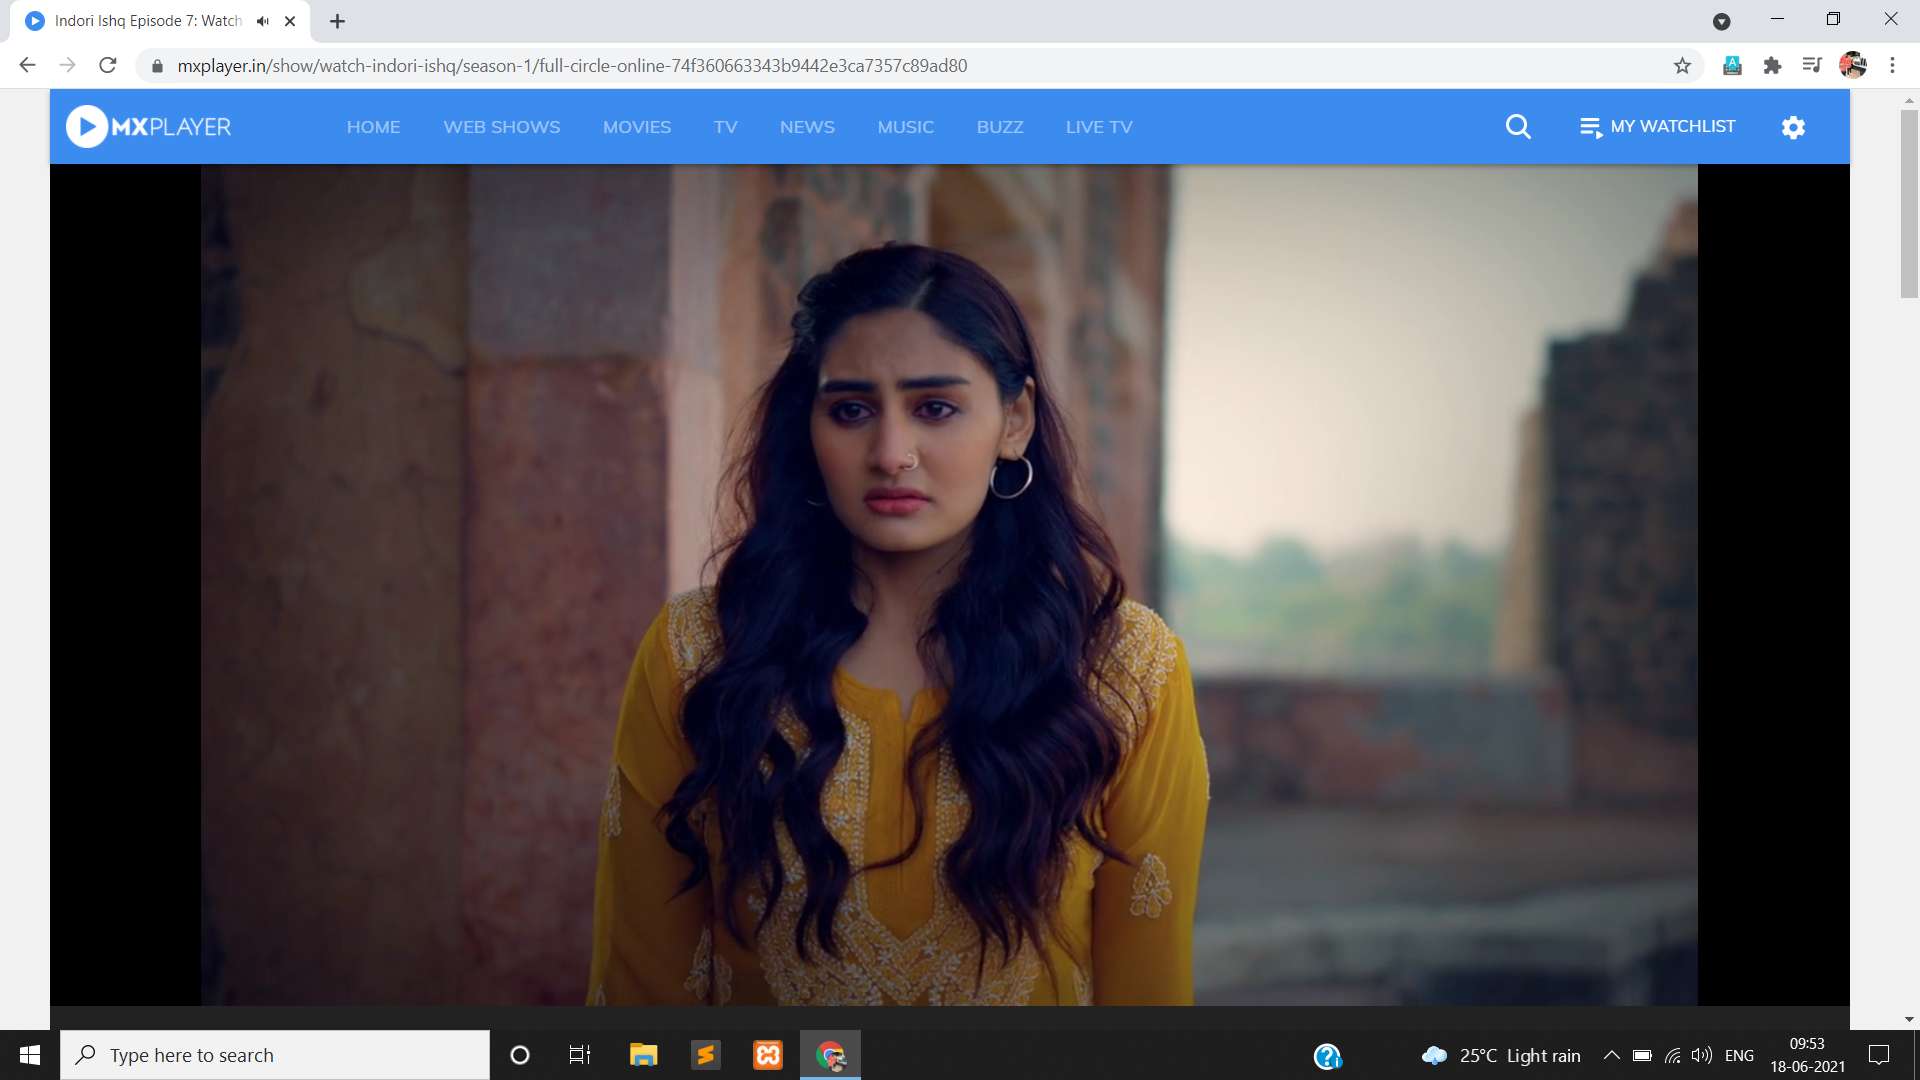 Indori Ishq Episode 7: Watch
mxplayer.in/show/watch-indori-ishq/season-1/full-circle-online-74f360663343b9442e3ca7357c89ad80
MXPLAYER HOME WEB SHOWS MOVIES TV NEWS MUSIC BUZZ LIVE TV MY WATCHLIST
Type here to search
25°C Light rain
ENG
09:53
18-06-2021